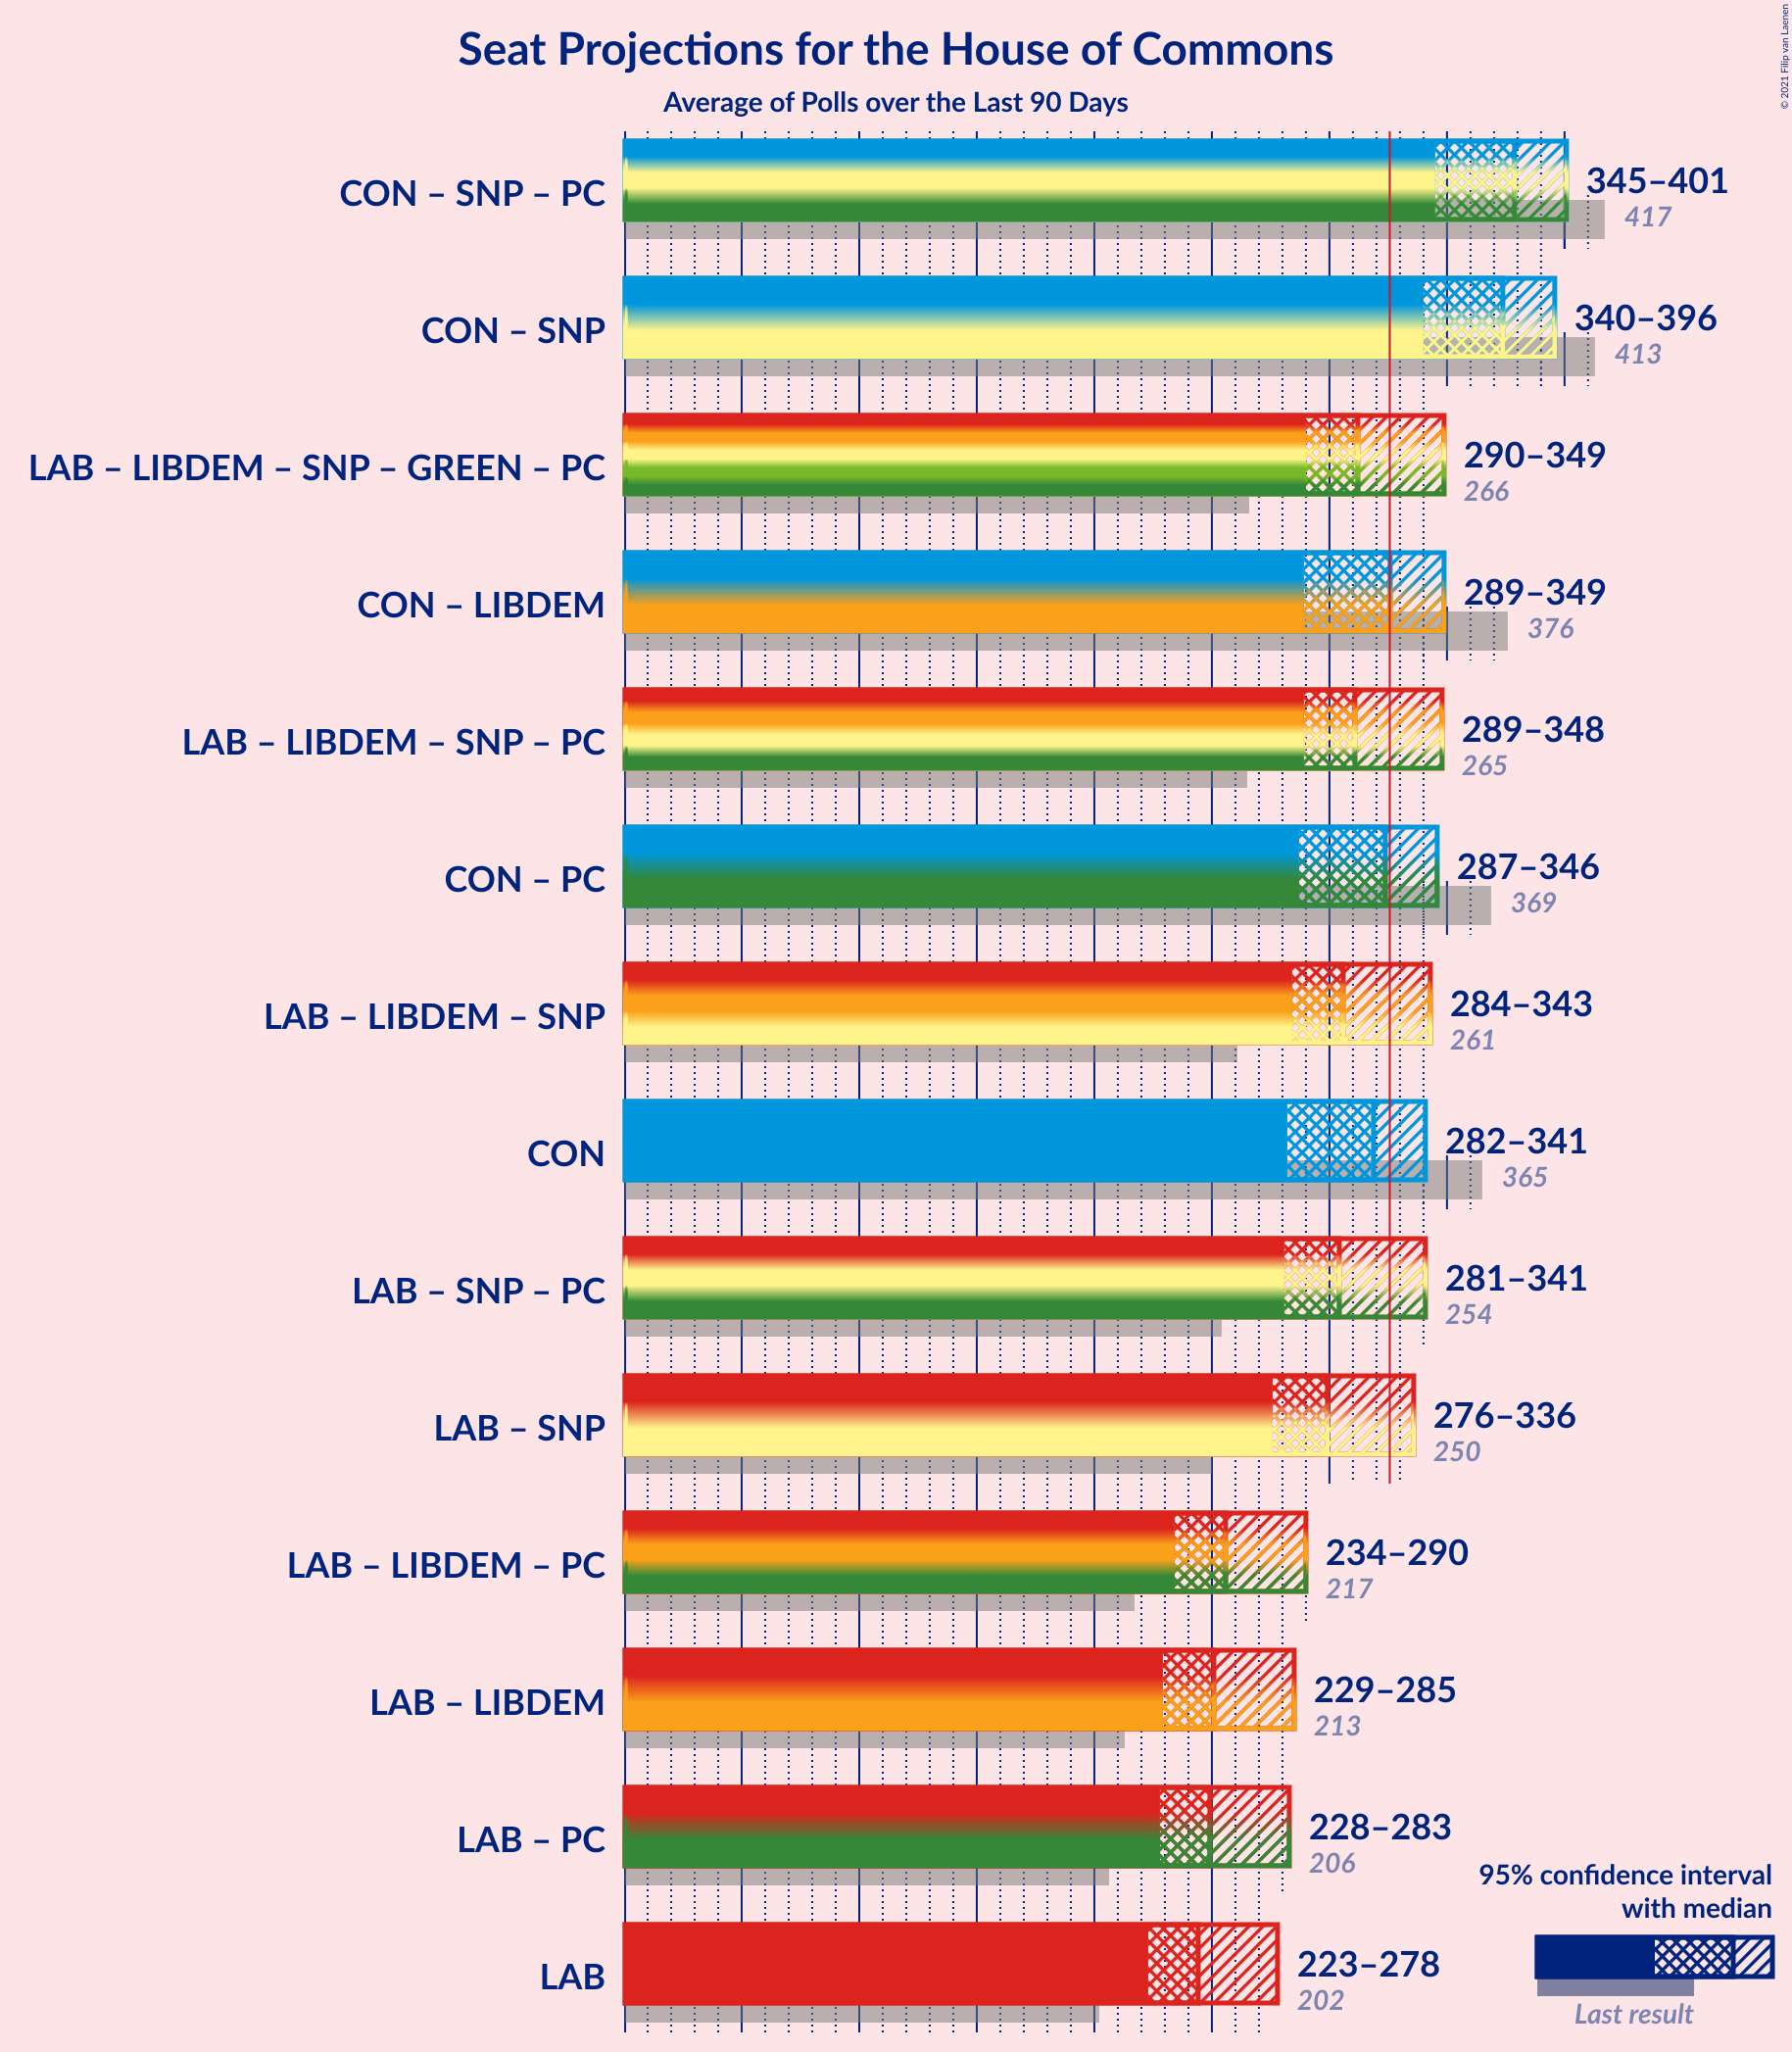 Seat Projections for the House of Commons
Average of Polls over the Last 90 Days
© 2021 Filip van Laenen
CON – SNP – PC
345–401
417
CON – SNP
340–396
413
LAB – LIBDEM – SNP – GREEN – PC
290–349
266
CON – LIBDEM
289–349
376
LAB – LIBDEM – SNP – PC
289–348
265
CON – PC
287–346
369
LAB – LIBDEM – SNP
284–343
261
CON
282–341
365
LAB – SNP – PC
281–341
254
LAB – SNP
276–336
250
LAB – LIBDEM – PC
234–290
217
LAB – LIBDEM
229–285
213
LAB – PC
228–283
206
LAB
223–278
202
95% confidence interval
with median
Last result